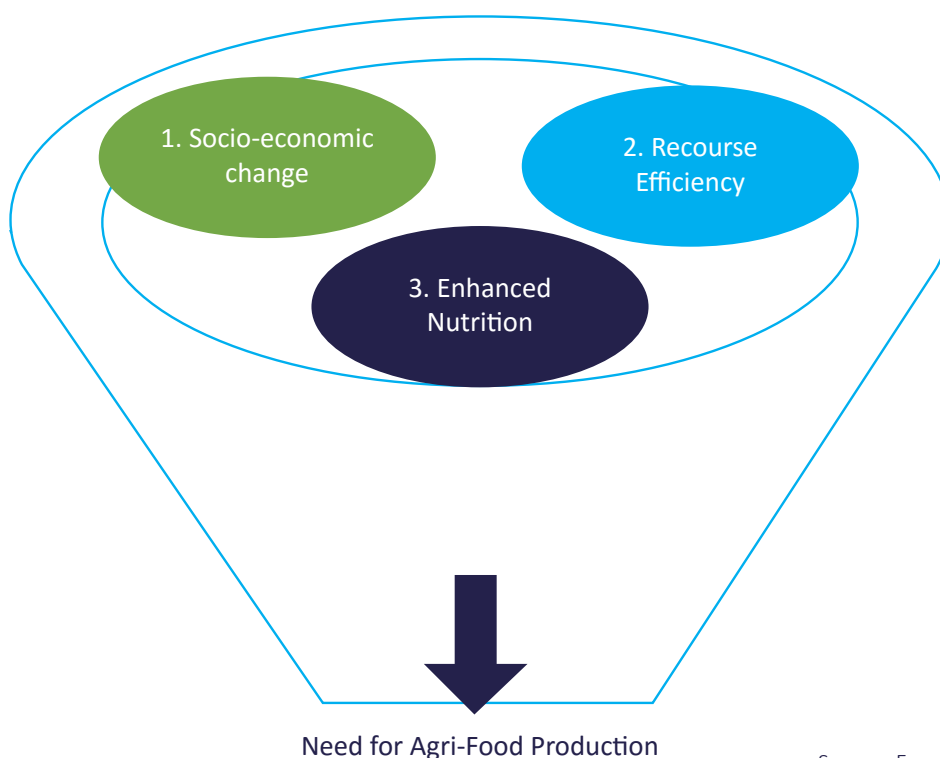 1. Socio-economic
change
2. Recourse
Efficiency
3. Enhanced
Nutrition
Need for Agri-Food Production